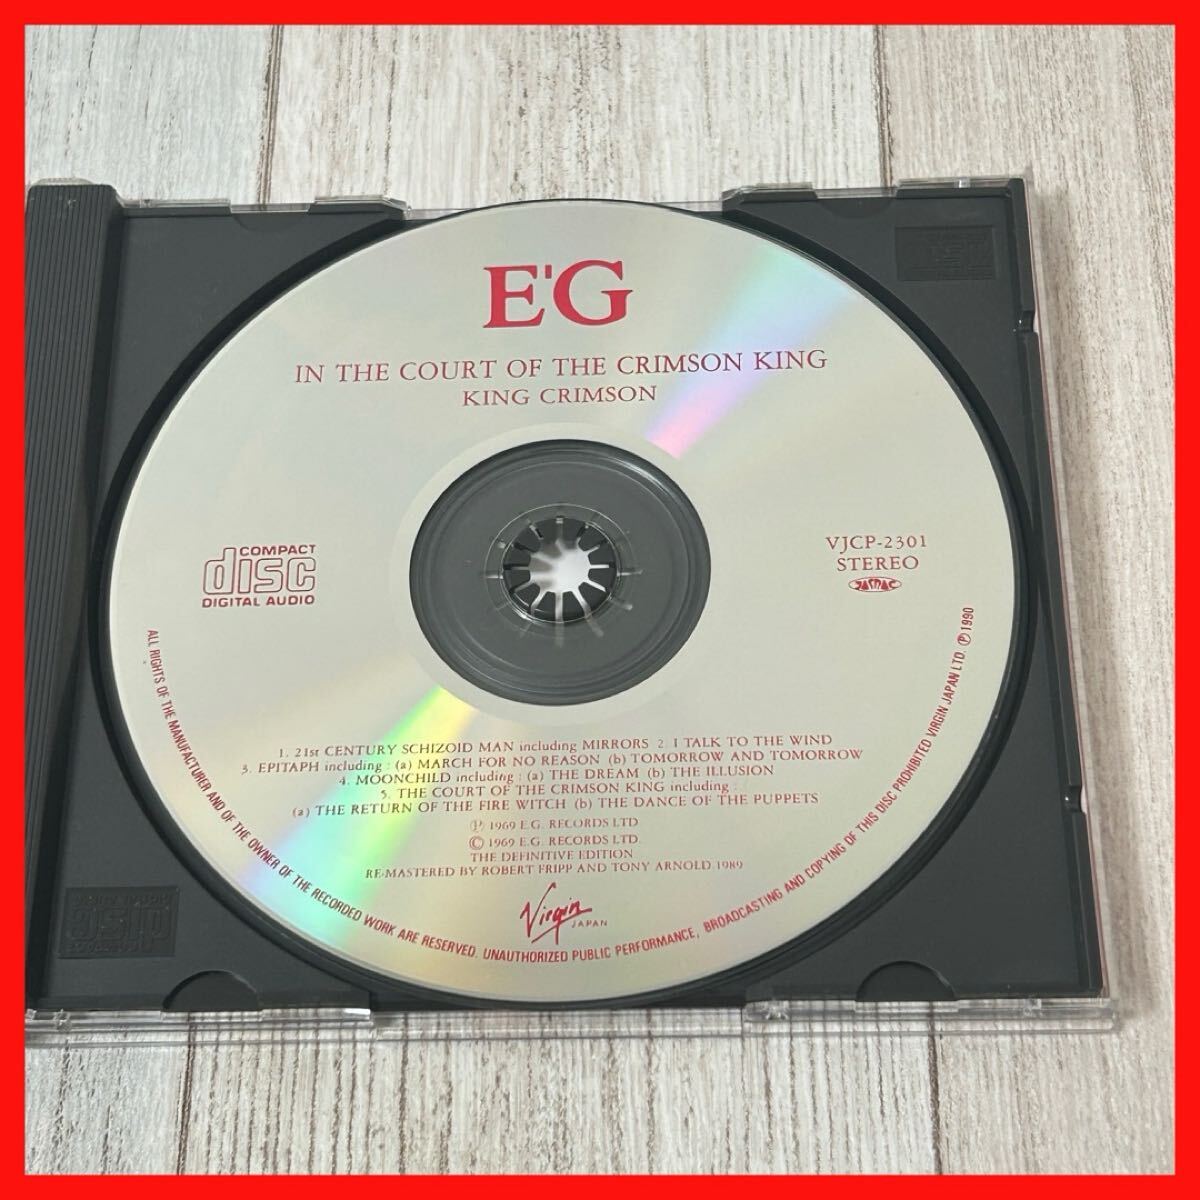 E'G
IN THE COURT OF THE CRIMSON KING
KING CRIMSON
COMPACT
disc
DIGITAL AUDIO
VJCP-2301
STEREO
JASRAC
1. 21st CENTURY SCHIZOID MAN including MIRRORS 2. I TALK TO THE WIND
3. EPITAPH including : (a) MARCH FOR NO REASON (b) TOMORROW AND TOMORROW
4. MOONCHILD including : (a) THE DREAM (b) THE ILLUSION
5. THE COURT OF THE CRIMSON KING including :
(a) THE RETURN OF THE FIRE WITCH (b) THE DANCE OF THE PUPPETS
Ⓟ 1969 E.G. RECORDS LTD
© 1969 E.G. RECORDS LTD.
THE DEFINITIVE EDITION
RE-MASTERED BY ROBERT FRIPP AND TONY ARNOLD 1989
Virgin
JAPAN
ALL RIGHTS OF THE MANUFACTURER AND OF THE OWNER OF THE RECORDED WORK ARE RESERVED. UNAUTHORIZED PUBLIC PERFORMANCE, BROADCASTING AND COPYING OF THIS DISC PROHIBITED VIRGIN JAPAN LTD. Ⓟ 1990